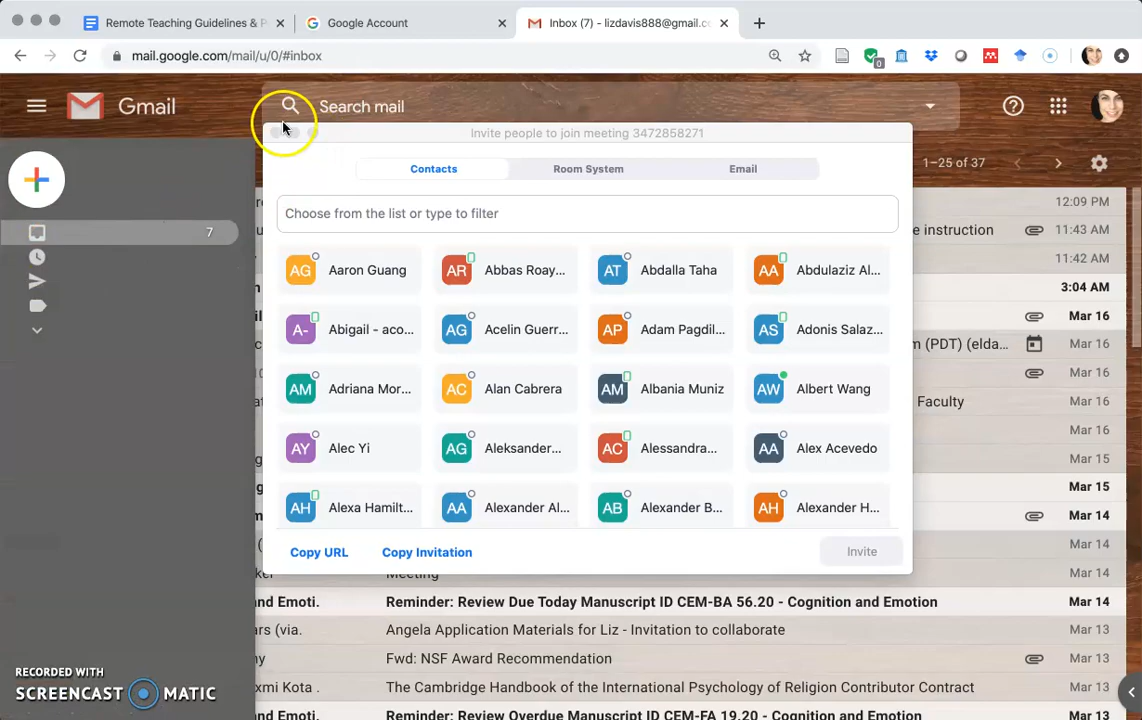 Remote Teaching Guidelines & P
Google Account
Inbox (7) - lizdavis888@gmail.c
mail.google.com/mail/u/0/#inbox
0
Gmail
Search mail
Invite people to join meeting 3472858271
Contacts
Room System
Email
1–25 of 37
Choose from the list or type to filter
12:09 PM
7
e instruction
11:43 AM
11:42 AM
AG Aaron Guang
AR Abbas Roay...
AT Abdalla Taha
AA Abdulaziz Al...
3:04 AM
A- Abigail - aco...
AG Acelin Guerr...
AP Adam Pagdil...
AS Adonis Salaz...
Mar 16
m (PDT) (elda...
Mar 16
Mar 16
AM Adriana Mor...
AC Alan Cabrera
AM Albania Muniz
AW Albert Wang
Faculty
Mar 16
Mar 16
AY Alec Yi
AG Aleksander...
AC Alessandra...
AA Alex Acevedo
Mar 15
Mar 15
AH Alexa Hamilt...
AA Alexander Al...
AB Alexander B...
AH Alexander H...
Mar 14
Mar 14
Copy URL
Copy Invitation
Invite
ker
Meeting
Mar 14
and Emoti.
Reminder: Review Due Today Manuscript ID CEM-BA 56.20 - Cognition and Emotion
Mar 14
ars (via.
Angela Application Materials for Liz - Invitation to collaborate
Mar 13
ny
Fwd: NSF Award Recommendation
Mar 13
xmi Kota .
The Cambridge Handbook of the International Psychology of Religion Contributor Contract
Mar 13
and Emoti.
Reminder: Review Overdue Manuscript ID CEM-FA 19.20 - Cognition and Emotion
Mar 13
RECORDED WITH
SCREENCAST MATIC